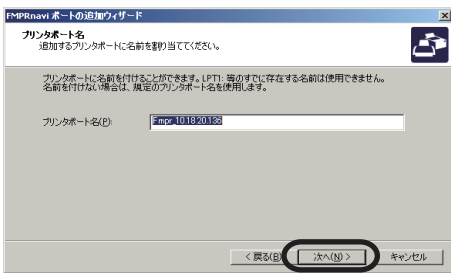 FMPRnavi ポートの追加ウィザード
プリンタポート名
追加するプリンタポートに名前を割り当ててください。
プリンタポートに名前を付けることができます。LPT1: 等のすでに存在する名前は使用できません。
名前を付けない場合は、規定のプリンタポート名を使用します。
プリンタポート名(P):
Fmpr_10.18.20.136
< 戻る(B)
次へ(N) >
キャンセル